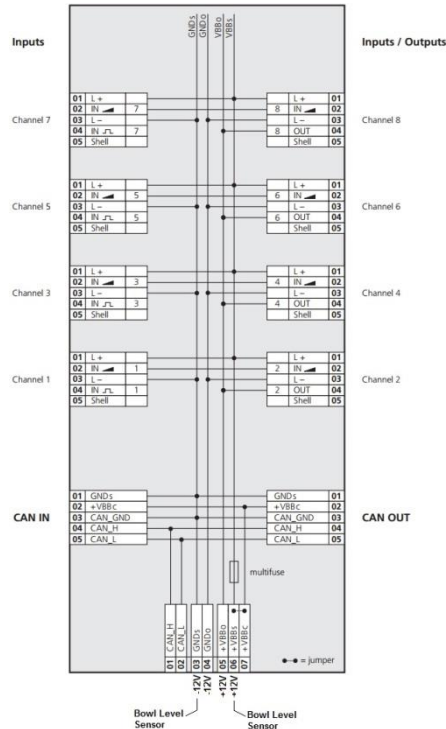 GNDs
GNDo
VBBo
VBBs
Inputs
Inputs / Outputs
Channel 7
01 L +
02 IN 7
03 L –
04 IN 7
05 Shell
L + 01
8 IN 02
L – 03
8 OUT 04
Shell 05
Channel 8
Channel 5
01 L +
02 IN 5
03 L –
04 IN 5
05 Shell
L + 01
6 IN 02
L – 03
6 OUT 04
Shell 05
Channel 6
Channel 3
01 L +
02 IN 3
03 L –
04 IN 3
05 Shell
L + 01
4 IN 02
L – 03
4 OUT 04
Shell 05
Channel 4
Channel 1
01 L +
02 IN 1
03 L –
04 IN 1
05 Shell
L + 01
2 IN 02
L – 03
2 OUT 04
Shell 05
Channel 2
CAN IN
01 GNDs
02 +VBBc
03 CAN_GND
04 CAN_H
05 CAN_L
GNDs 01
+VBBc 02
CAN_GND 03
CAN_H 04
CAN_L 05
CAN OUT
multifuse
01 CAN_H
02 CAN_L
03 GNDs
04 GNDo
05 +VBBo
06 +VBBs
07 +VBBc
= jumper
-12V
-12V
+12V
+12V
Bowl Level
Sensor
Bowl Level
Sensor